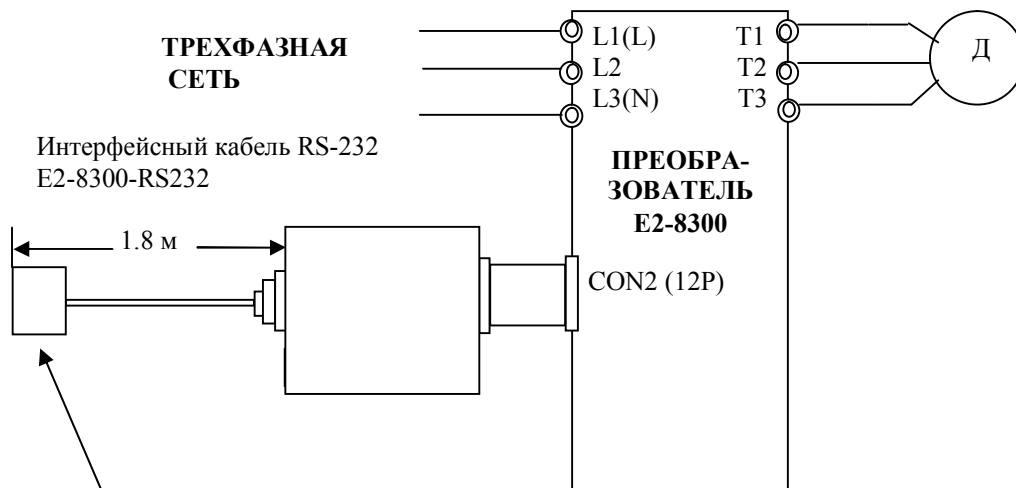 ТРЕХФАЗНАЯ
СЕТЬ
L1(L)
L2
L3(N)
T1
T2
T3
Д
Интерфейсный кабель RS-232
E2-8300-RS232
ПРЕОБРА-
ЗОВАТЕЛЬ
E2-8300
1.8 м
CON2 (12P)